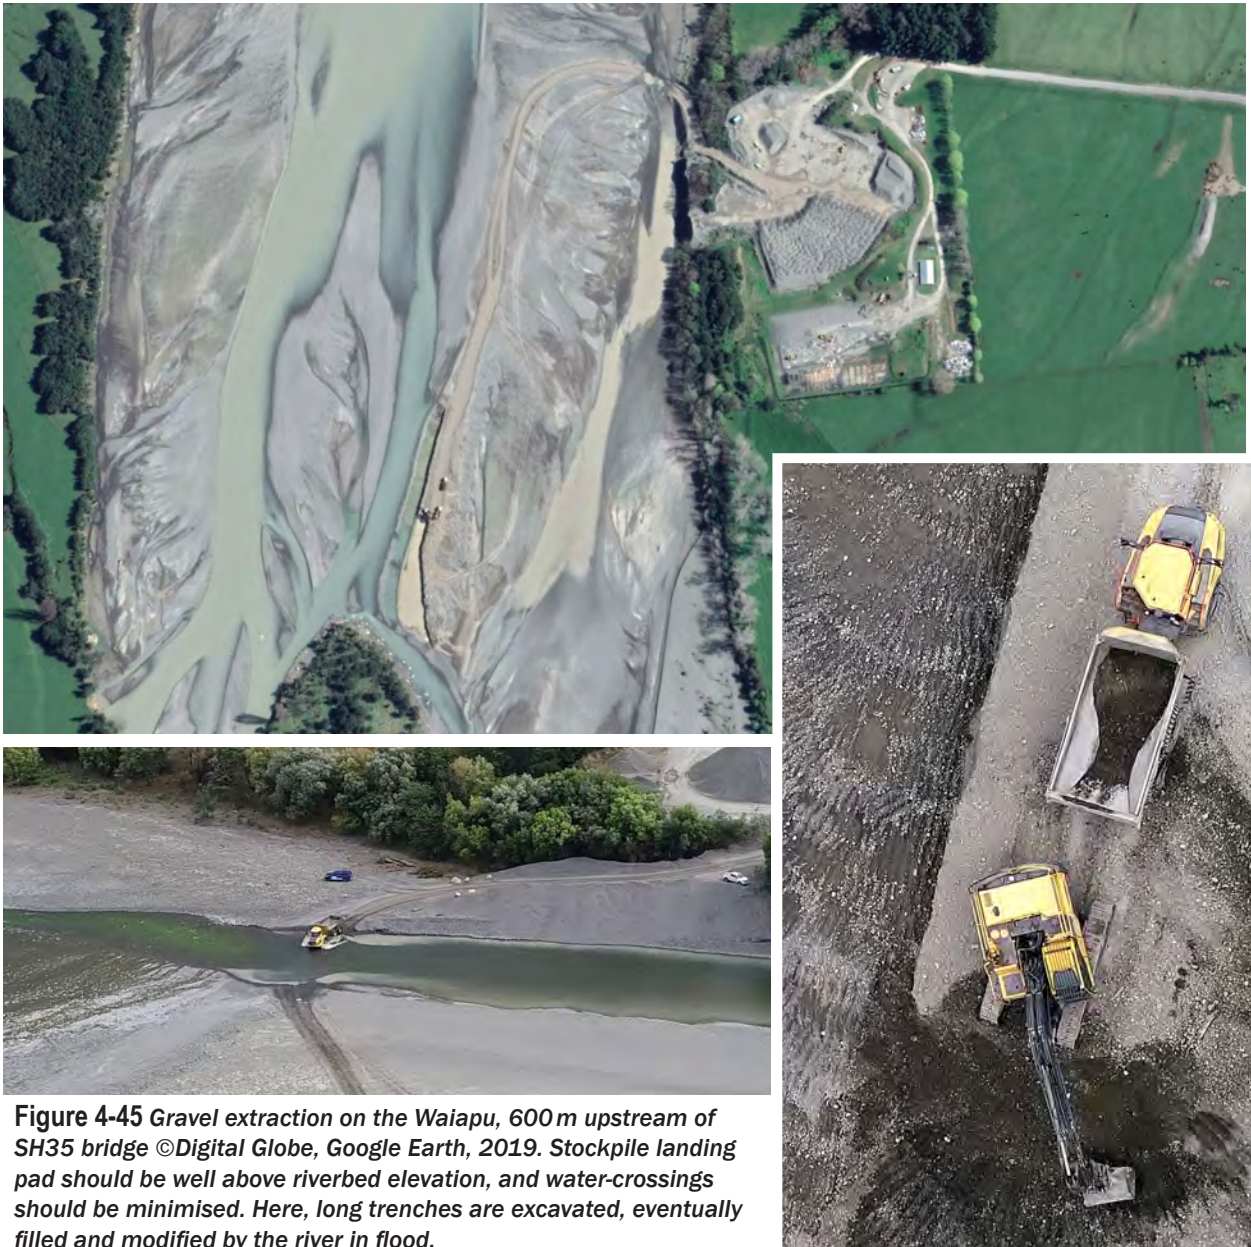 Figure 4-45 Gravel extraction on the Waiapu, 600 m upstream of
SH35 bridge ©Digital Globe, Google Earth, 2019. Stockpile landing
pad should be well above riverbed elevation, and water-crossings
should be minimised. Here, long trenches are excavated, eventually
filled and modified by the river in flood.